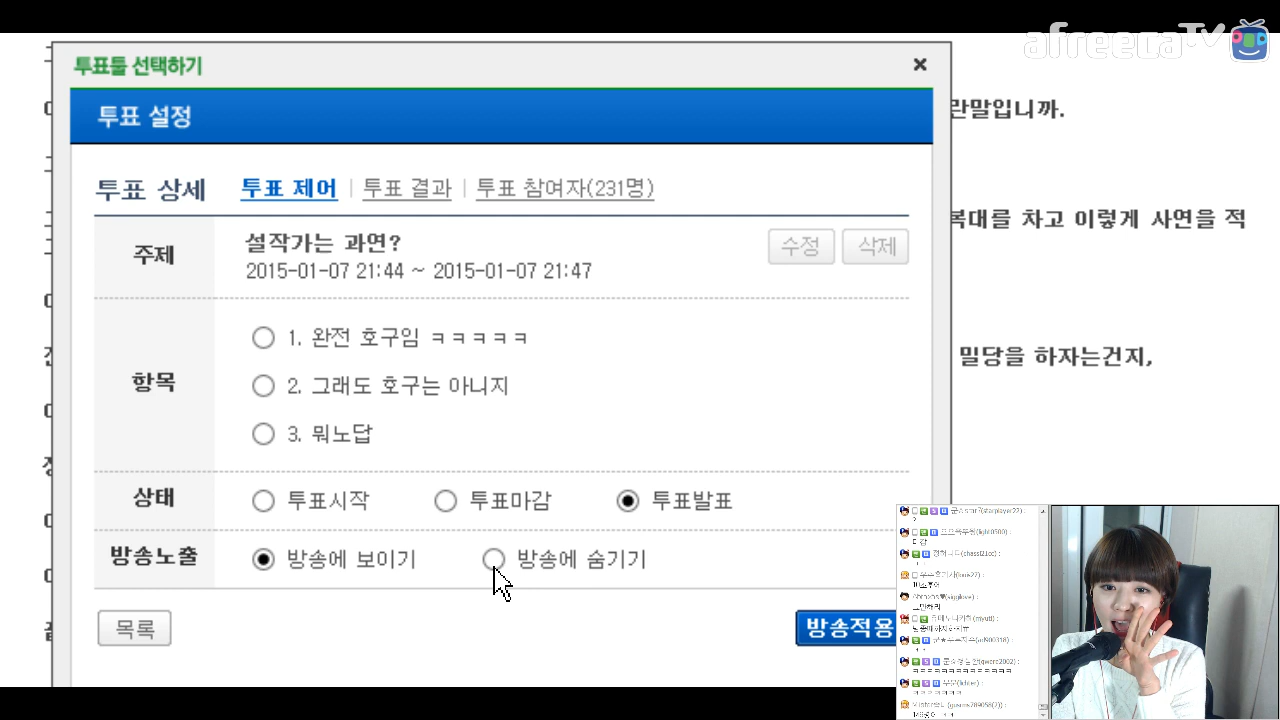 afreecaTV
투표툴 선택하기
란말입니까.
투표 설정
투표 상세 투표 제어 | 투표 결과 | 투표 참여자(231명)
주제 설작가는 과연? 수정 삭제
2015-01-07 21:44 ~ 2015-01-07 21:47
복대를 차고 이렇게 사연을 적
항목
1. 완전 호구임 ㅋㅋㅋㅋㅋ
2. 그래도 호구는 아니지
밀당을 하자는건지,
3. 뭐노답
상태 투표시작 투표마감 투표발표
방송노출 방송에 보이기 방송에 숨기기
목록 방송적용